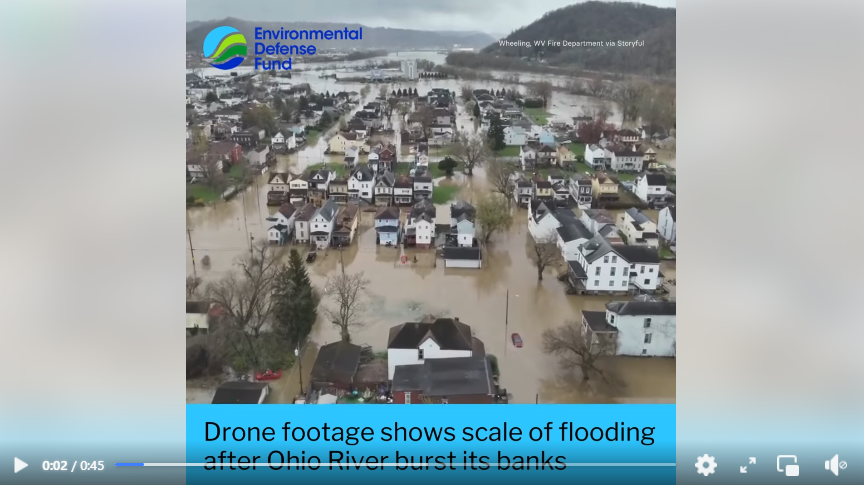 Environmental
Defense
Fund
Wheeling, WV Fire Department via Storyful
Drone footage shows scale of flooding
after Ohio River burst its banks
0:02 / 0:45